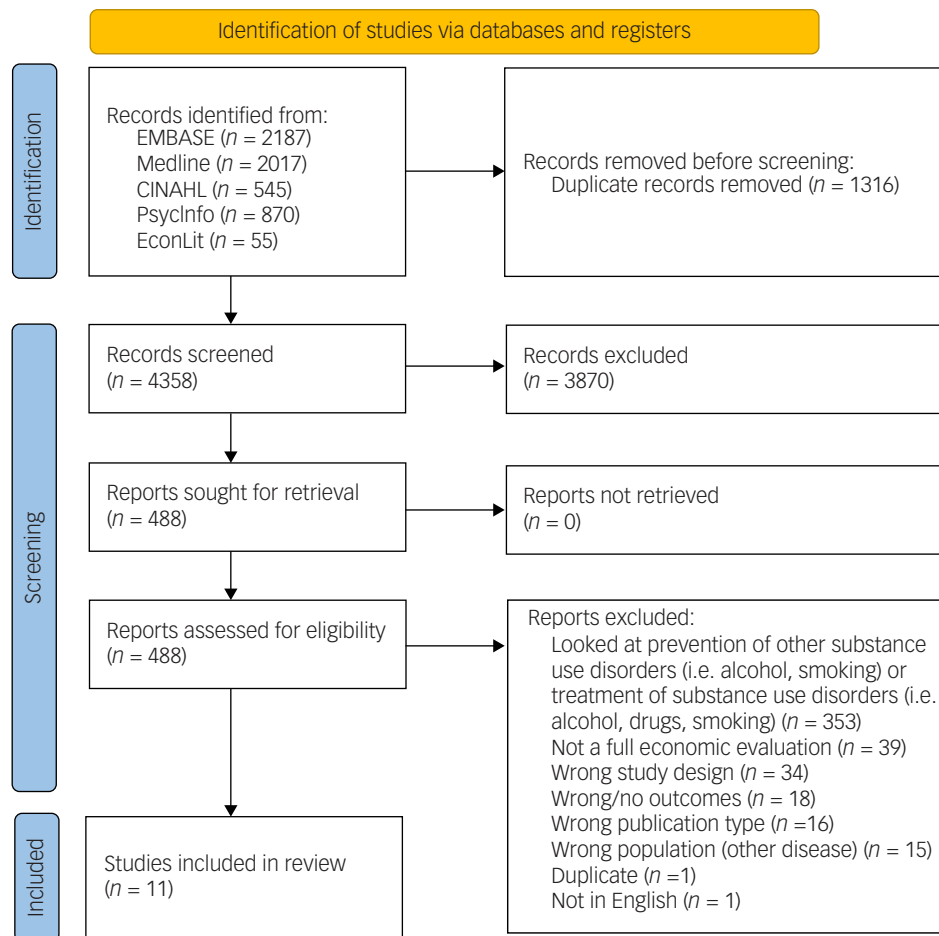 Identification of studies via databases and registers
Identification
Records identified from:
EMBASE (n = 2187)
Medline (n = 2017)
CINAHL (n = 545)
PsycInfo (n = 870)
EconLit (n = 55)
Records removed before screening:
Duplicate records removed (n = 1316)
Screening
Records screened
(n = 4358)
Records excluded
(n = 3870)
Reports sought for retrieval
(n = 488)
Reports not retrieved
(n = 0)
Reports assessed for eligibility
(n = 488)
Reports excluded:
Looked at prevention of other substance
use disorders (i.e. alcohol, smoking) or
treatment of substance use disorders (i.e.
alcohol, drugs, smoking) (n = 353)
Not a full economic evaluation (n = 39)
Wrong study design (n = 34)
Wrong/no outcomes (n = 18)
Wrong publication type (n =16)
Wrong population (other disease) (n = 15)
Duplicate (n =1)
Not in English (n = 1)
Included
Studies included in review
(n = 11)